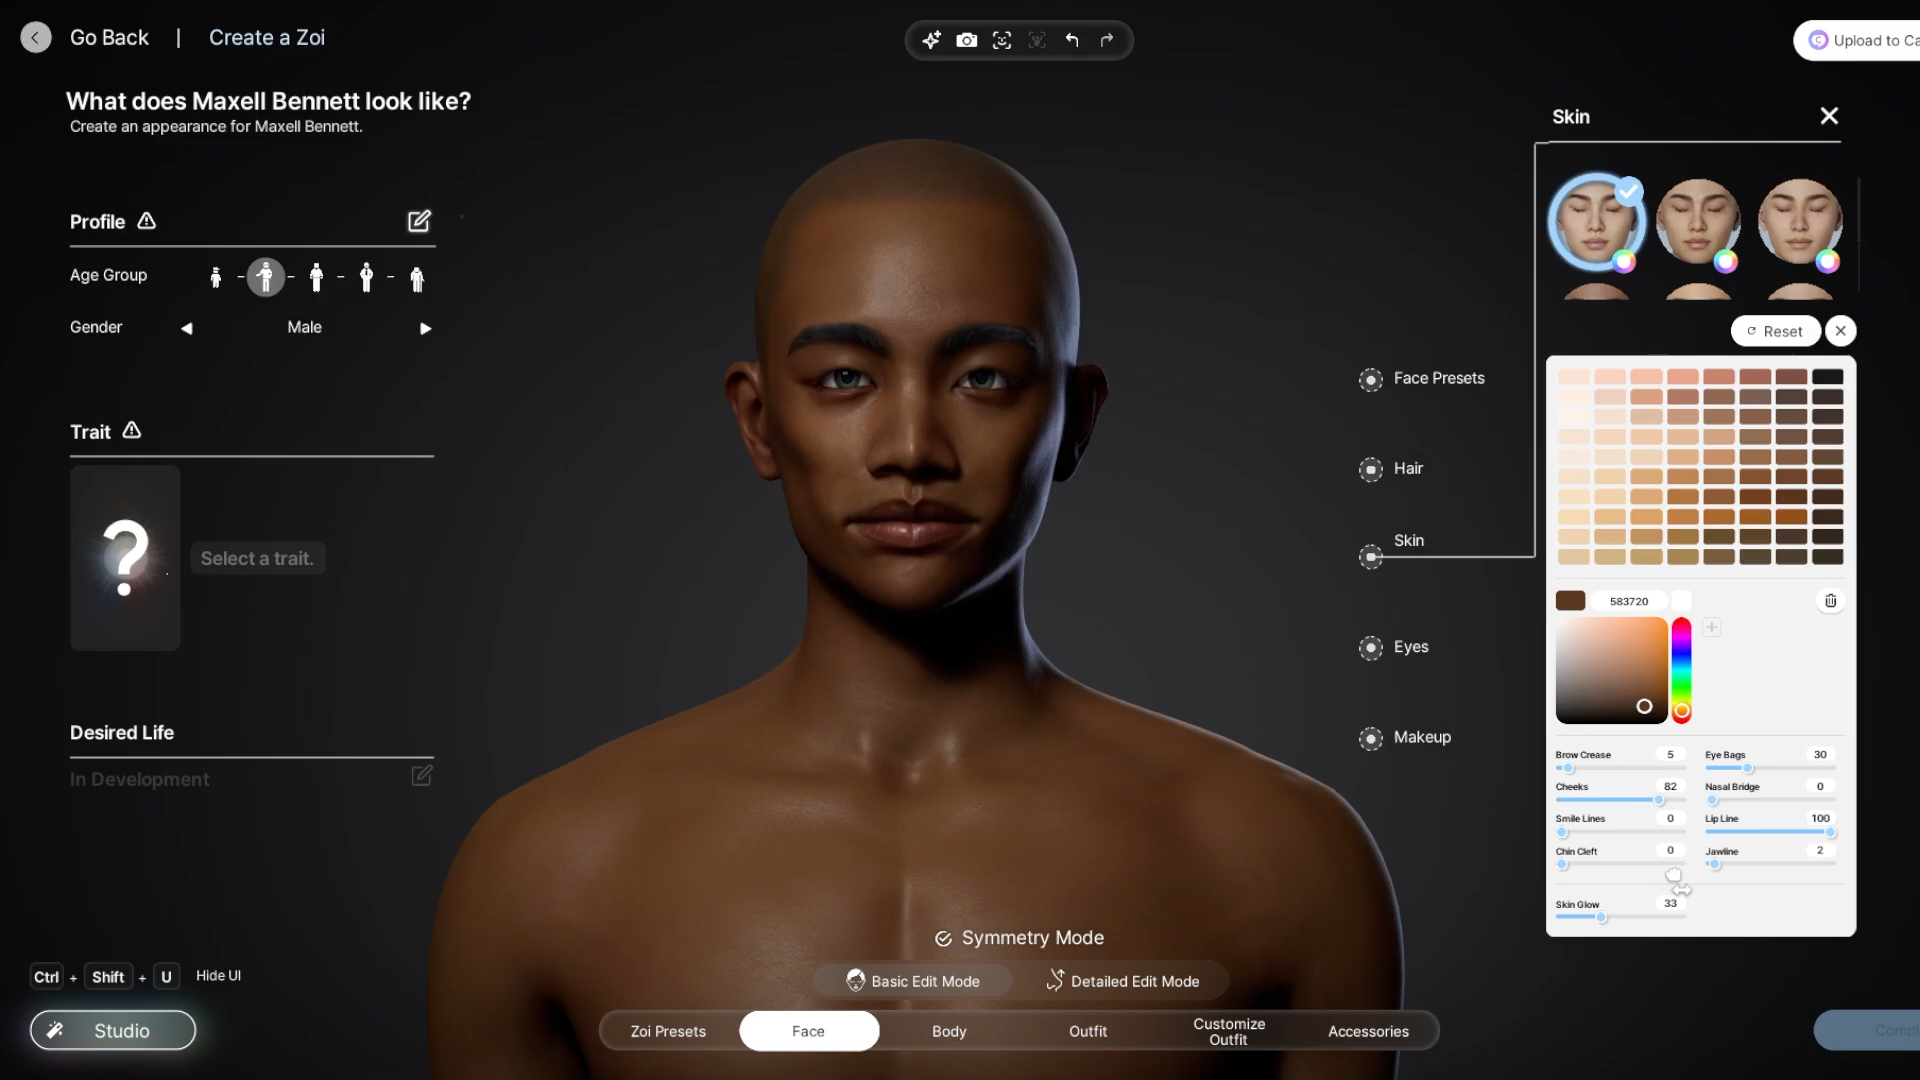 Go Back | Create a Zoi
Upload to Ca
What does Maxell Bennett look like?
Create an appearance for Maxell Bennett.
Profile
Age Group
Gender
Male
Trait
?
Select a trait.
Desired Life
In Development
Ctrl + Shift + U Hide UI
Studio
Face Presets
Hair
Skin
Eyes
Makeup
Symmetry Mode
Basic Edit Mode
Detailed Edit Mode
Zoi Presets
Face
Body
Outfit
Customize
Outfit
Accessories
Skin
Reset
583720
Brow Crease 5
Eye Bags 30
Cheeks 82
Nasal Bridge 0
Smile Lines 0
Lip Line 100
Chin Cleft 0
Jawline 2
Skin Glow 33
Compl